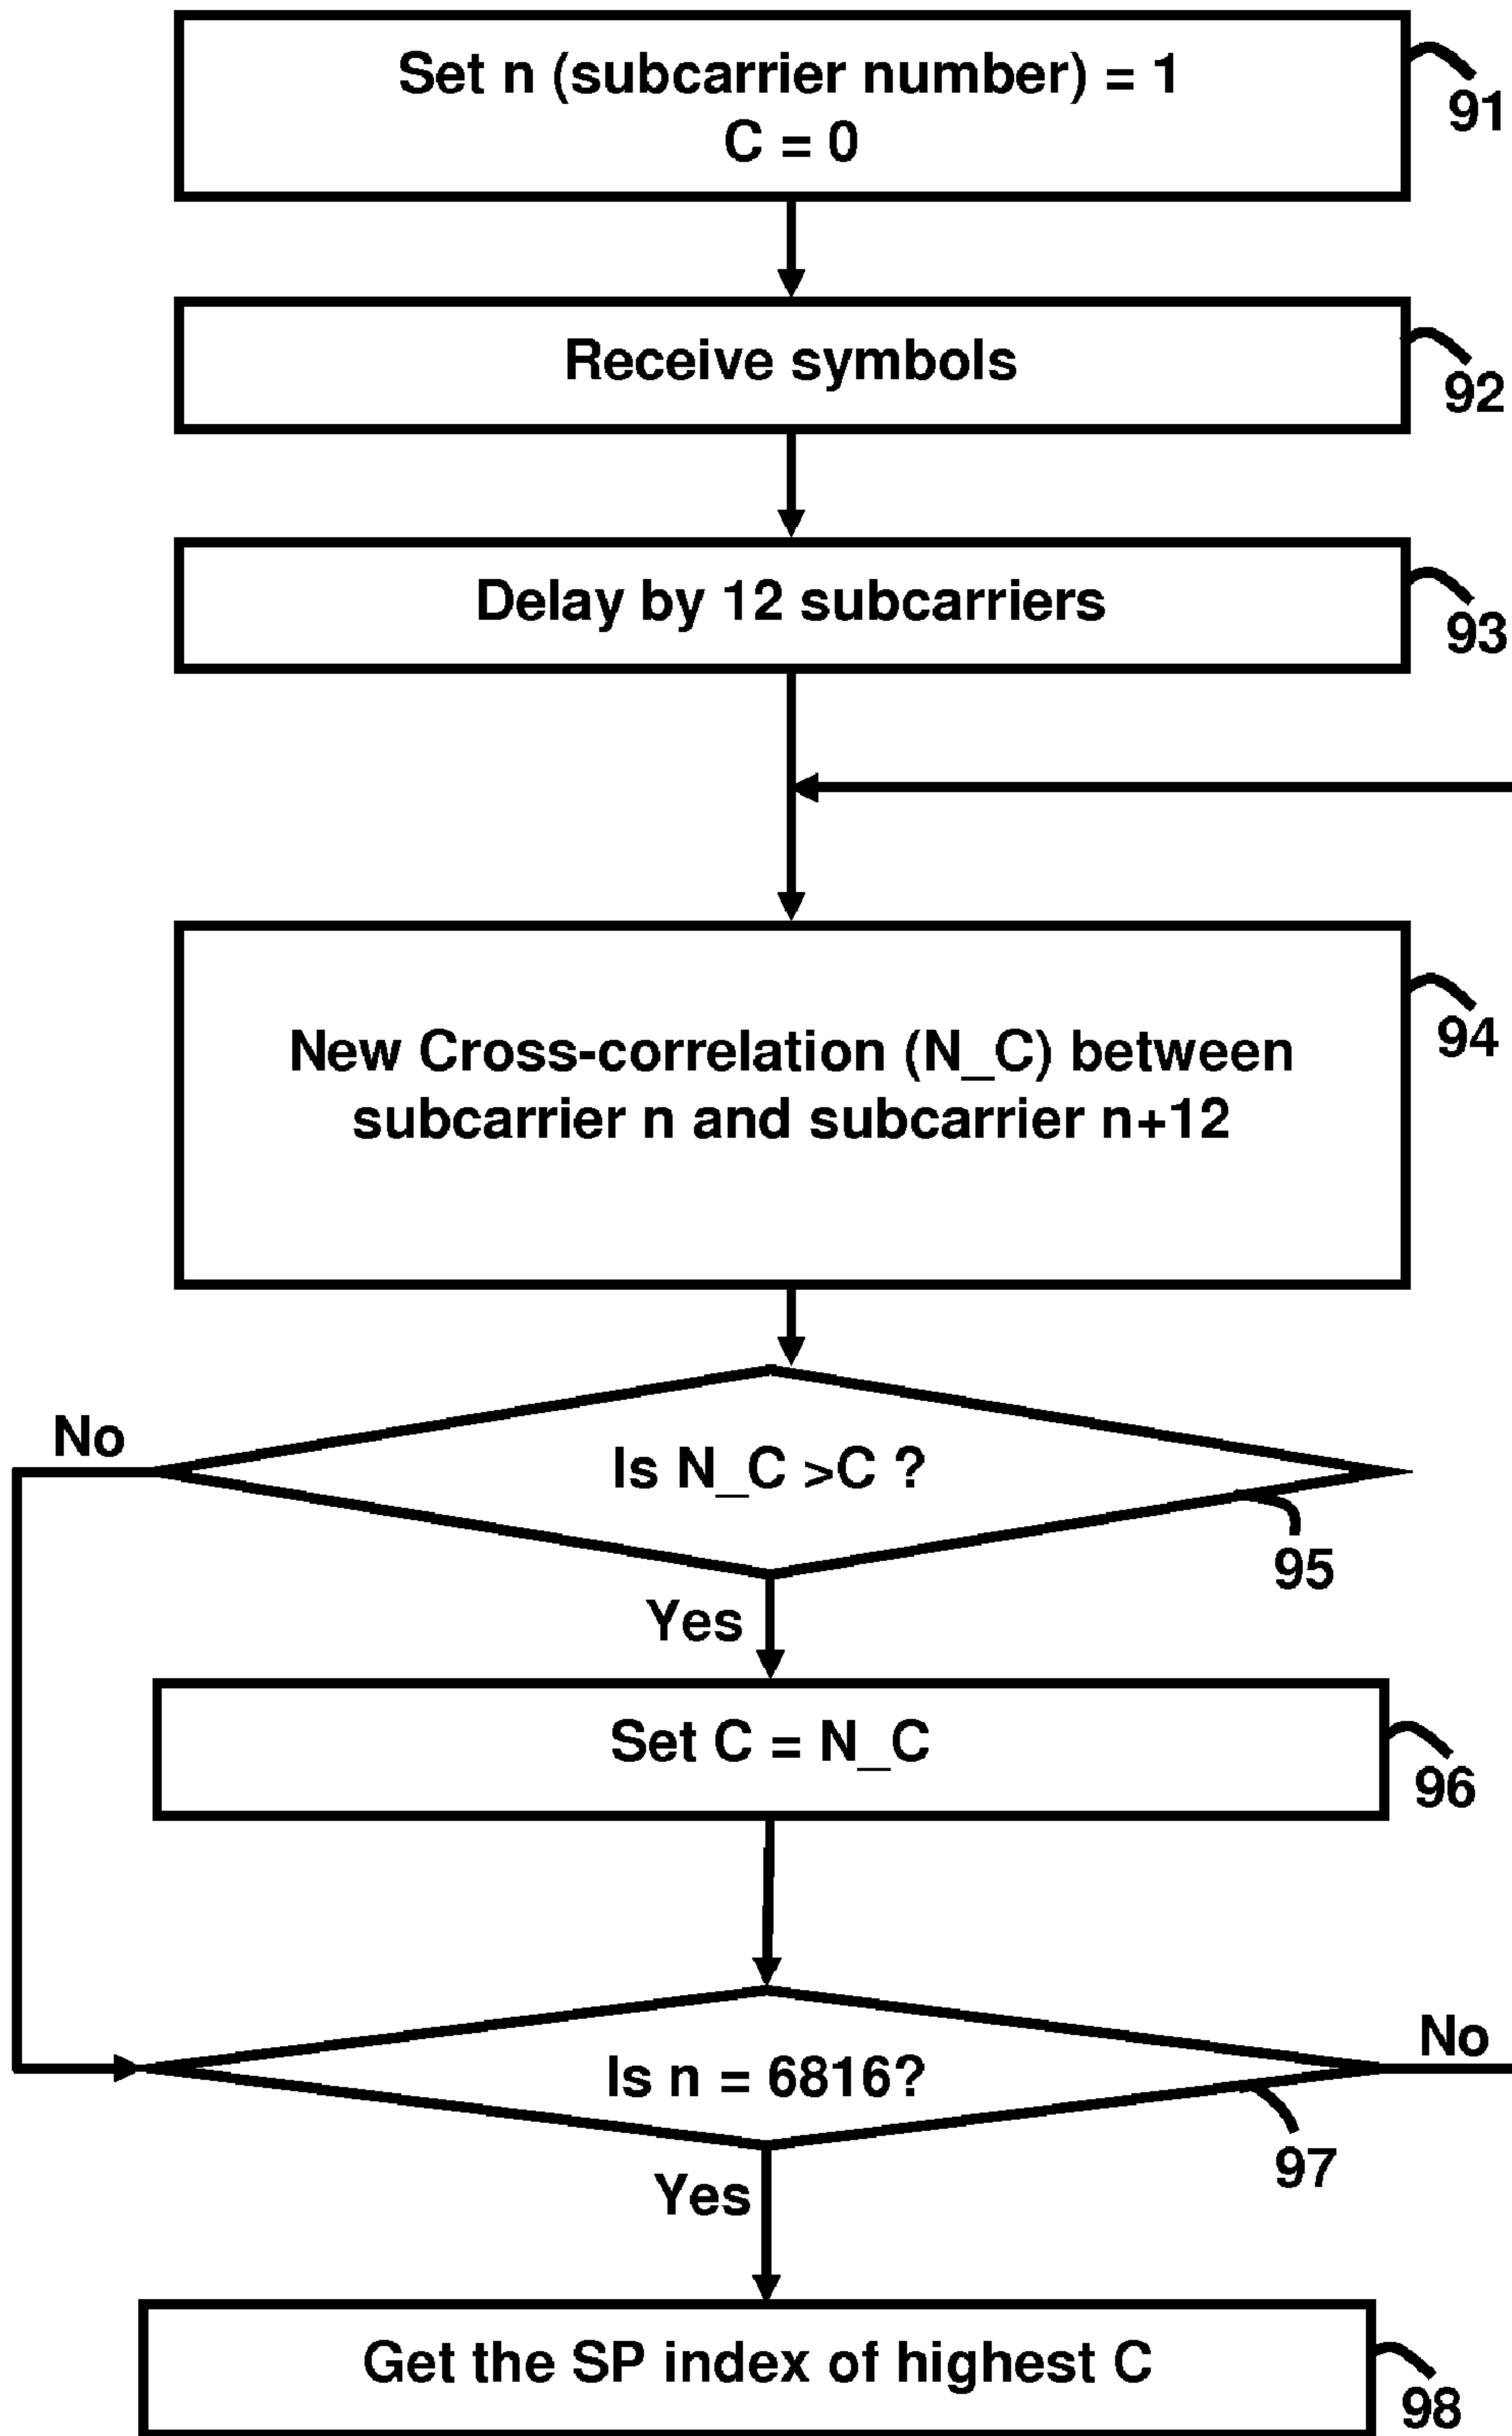 Set n (subcarrier number) = 1
C = 0
91
Receive symbols
92
Delay by 12 subcarriers
93
New Cross-correlation (N_C) between
subcarrier n and subcarrier n+12
94
No
Is N_C >C ?
95
Yes
Set C = N_C
96
No
Is n = 6816?
97
Yes
Get the SP index of highest C
98